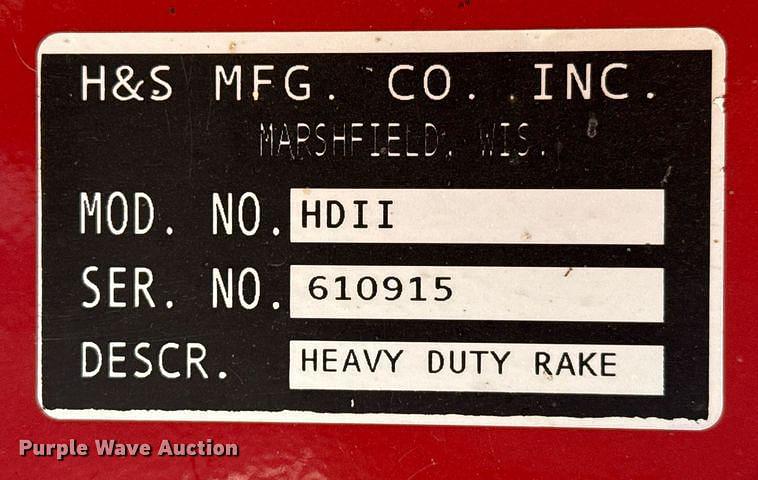 H&S MFG. CO. INC.
MARSHFIELD, WIS.
MOD. NO. HDII
SER. NO. 610915
DESCR. HEAVY DUTY RAKE
Purple Wave Auction